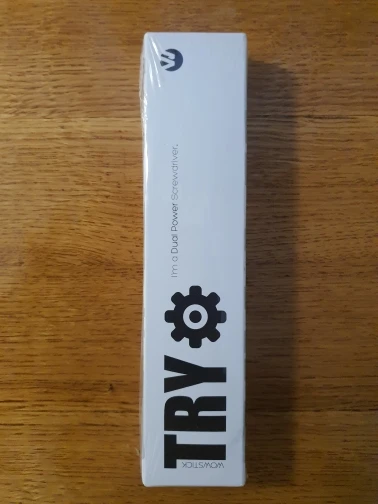 I'm a Dual Power Screwdriver.
TRY
WOWSTICK